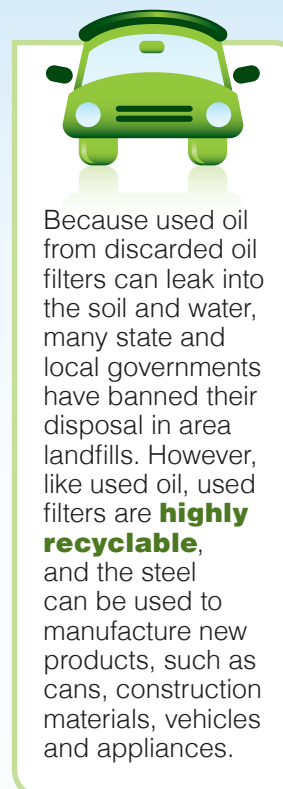 Because used oil
from discarded oil
filters can leak into
the soil and water,
many state and
local governments
have banned their
disposal in area
landfills. However,
like used oil, used
filters are highly
recyclable,
and the steel
can be used to
manufacture new
products, such as
cans, construction
materials, vehicles
and appliances.